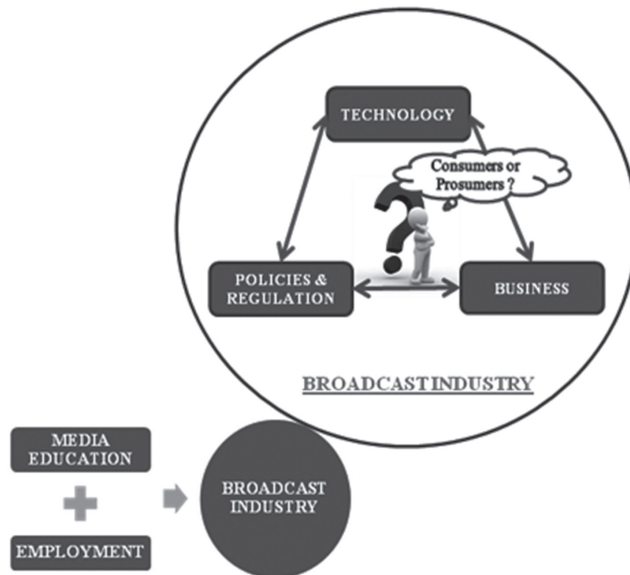 TECHNOLOGY
Consumers or
Prosumers ?
POLICIES &
REGULATION
BUSINESS
BROADCAST INDUSTRY
MEDIA
EDUCATION
EMPLOYMENT
BROADCAST
INDUSTRY